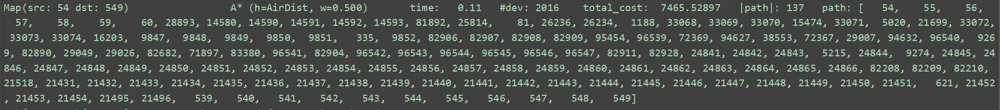 Map(src: 54 dst: 549)                 A* (h=AirDist, w=0.500)       time:   0.11   #dev: 2016    total_cost:  7465.52897   |path|: 137   path: [   54,    55,    56,
  57,    58,    59,    60, 28893, 14580, 14590, 14591, 14592, 14593, 81892, 25814,    81, 26236, 26234,  1188, 33068, 33069, 33070, 15474, 33071,  5020, 21699, 33072,
 33073, 33074, 16203,  9847,  9848,  9849,  9850,  9851,   335,  9852, 82906, 82907, 82908, 82909, 95454, 96539, 72369, 94627, 38553, 72367, 29007, 94632, 96540,  926
9, 82890, 29049, 29026, 82682, 71897, 83380, 96541, 82904, 96542, 96543, 96544, 96545, 96546, 96547, 82911, 82928, 24841, 24842, 24843,  5215, 24844,  9274, 24845, 24
846, 24847, 24848, 24849, 24850, 24851, 24852, 24853, 24854, 24855, 24856, 24857, 24858, 24859, 24860, 24861, 24862, 24863, 24864, 24865, 24866, 82208, 82209, 82210,
21518, 21431, 21432, 21433, 21434, 21435, 21436, 21437, 21438, 21439, 21440, 21441, 21442, 21443, 21444, 21445, 21446, 21447, 21448, 21449, 21450, 21451,   621, 21452
, 21453, 21454, 21495, 21496,   539,   540,   541,   542,   543,   544,   545,   546,   547,   548,   549]